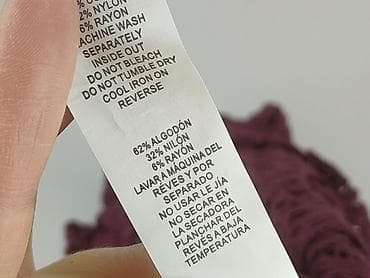 2% NYLON
6% RAYON
MACHINE WASH
SEPARATELY
INSIDE OUT
DO NOT BLEACH
DO NOT TUMBLE DRY
COOL IRON ON
REVERSE
62% ALGODÓN
32% NILÓN
6% RAYÓN
LAVAR A MAQUINA DEL
REVÉS Y POR
SEPARADO
NO USAR LEJÍA
NO SECAR EN
LA SECADORA
PLANCHAR DEL
REVÉS A BAJA
TEMPERATURA